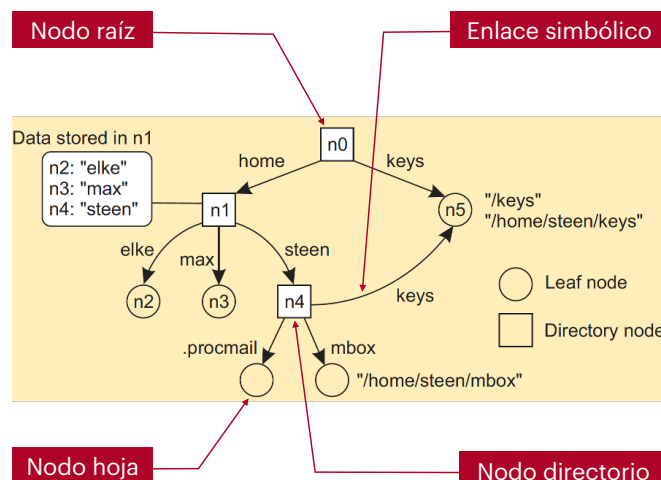 Nodo raíz
Enlace simbólico
Data stored in n1
n2: "elke"
n3: "max"
n4: "steen"
n0
home
keys
n1
n5
"/keys"
"/home/steen/keys"
elke
max
steen
n2
n3
n4
keys
Leaf node
Directory node
.procmail
mbox
"/home/steen/mbox"
Nodo hoja
Nodo directorio